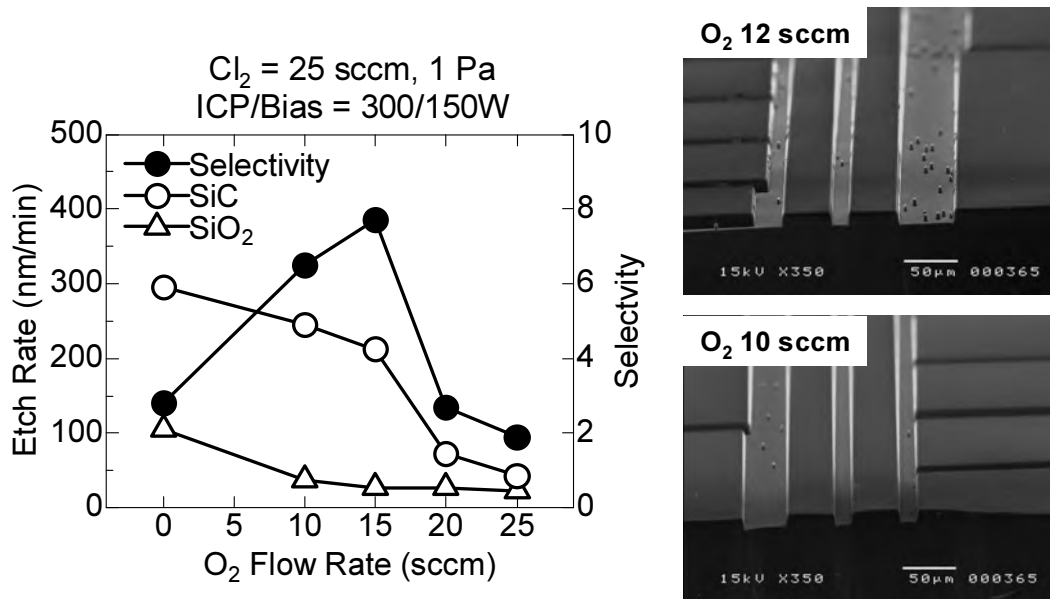 Cl₂ = 25 sccm, 1 Pa
ICP/Bias = 300/150W
500
400
300
200
100
0
Etch Rate (nm/min)
Selectivity
SiC
SiO₂
10
8
6
4
2
0
Selectvity
0 5 10 15 20 25
O₂ Flow Rate (sccm)
O₂ 12 sccm
15kV X350 50µm 000365
O₂ 10 sccm
15kV X350 50µm 000365